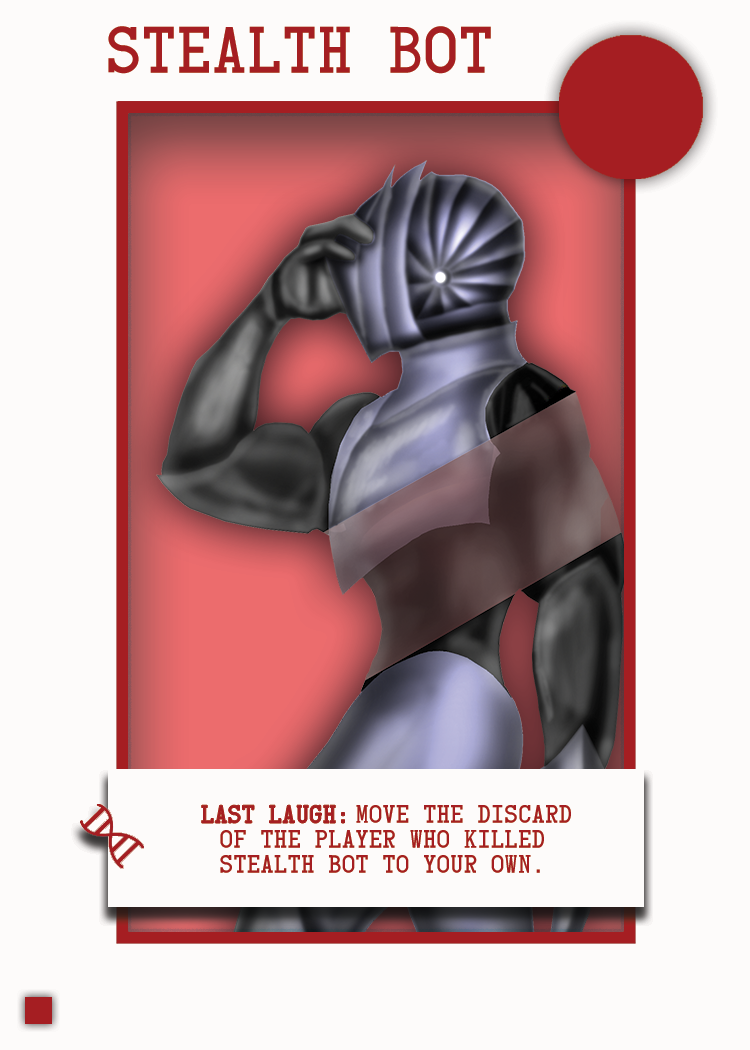 STEALTH BOT
LAST LAUGH: MOVE THE DISCARD
OF THE PLAYER WHO KILLED
STEALTH BOT TO YOUR OWN.